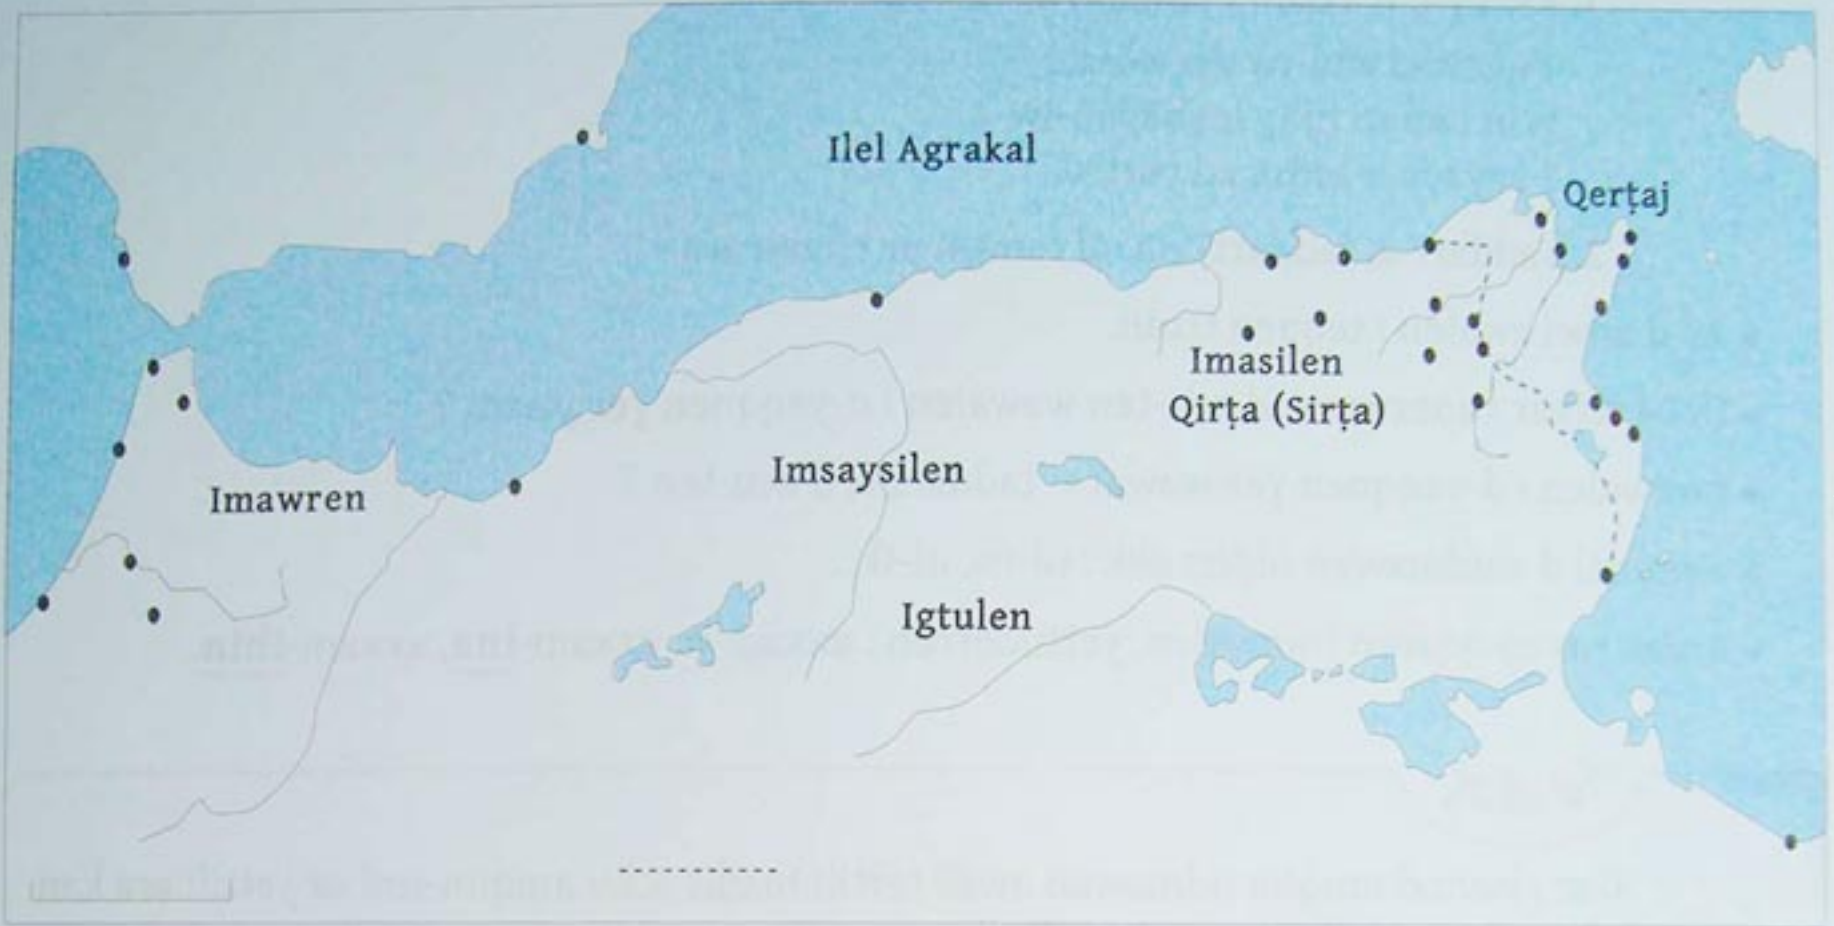 Ilel Agrakal
Qerṭaj
Imasilen
Qirṭa (Sirṭa)
Imsaysilen
Imawren
Igtulen